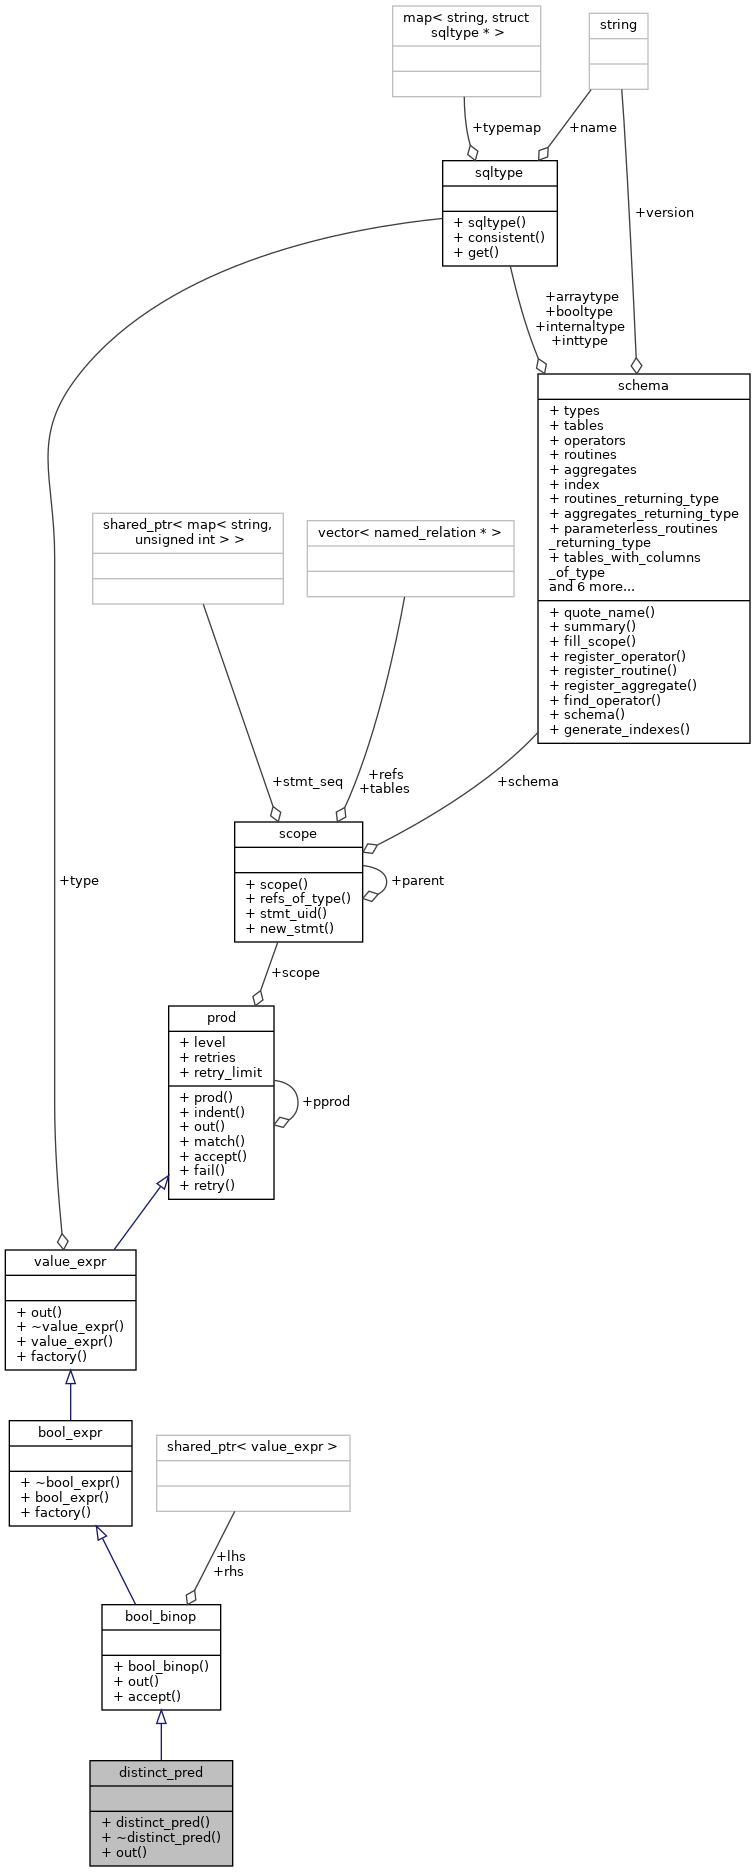 map< string, struct
sqltype * >
string
+typemap
+name
sqltype
+ sqltype()
+ consistent()
+ get()
+version
+arraytype
+booltype
+internaltype
+inttype
schema
+ types
+ tables
+ operators
+ routines
+ aggregates
+ index
+ routines_returning_type
+ aggregates_returning_type
+ parameterless_routines
_returning_type
+ tables_with_columns
_of_type
and 6 more...
+ quote_name()
+ summary()
+ fill_scope()
+ register_operator()
+ register_routine()
+ register_aggregate()
+ find_operator()
+ schema()
+ generate_indexes()
shared_ptr< map< string,
unsigned int > >
vector< named_relation * >
+stmt_seq
+refs
+tables
+schema
scope
+ scope()
+ refs_of_type()
+ stmt_uid()
+ new_stmt()
+parent
+type
+scope
prod
+ level
+ retries
+ retry_limit
+ prod()
+ indent()
+ out()
+ match()
+ accept()
+ fail()
+ retry()
+pprod
value_expr
+ out()
+ ~value_expr()
+ value_expr()
+ factory()
bool_expr
+ ~bool_expr()
+ bool_expr()
+ factory()
shared_ptr< value_expr >
+lhs
+rhs
bool_binop
+ bool_binop()
+ out()
+ accept()
distinct_pred
+ distinct_pred()
+ ~distinct_pred()
+ out()